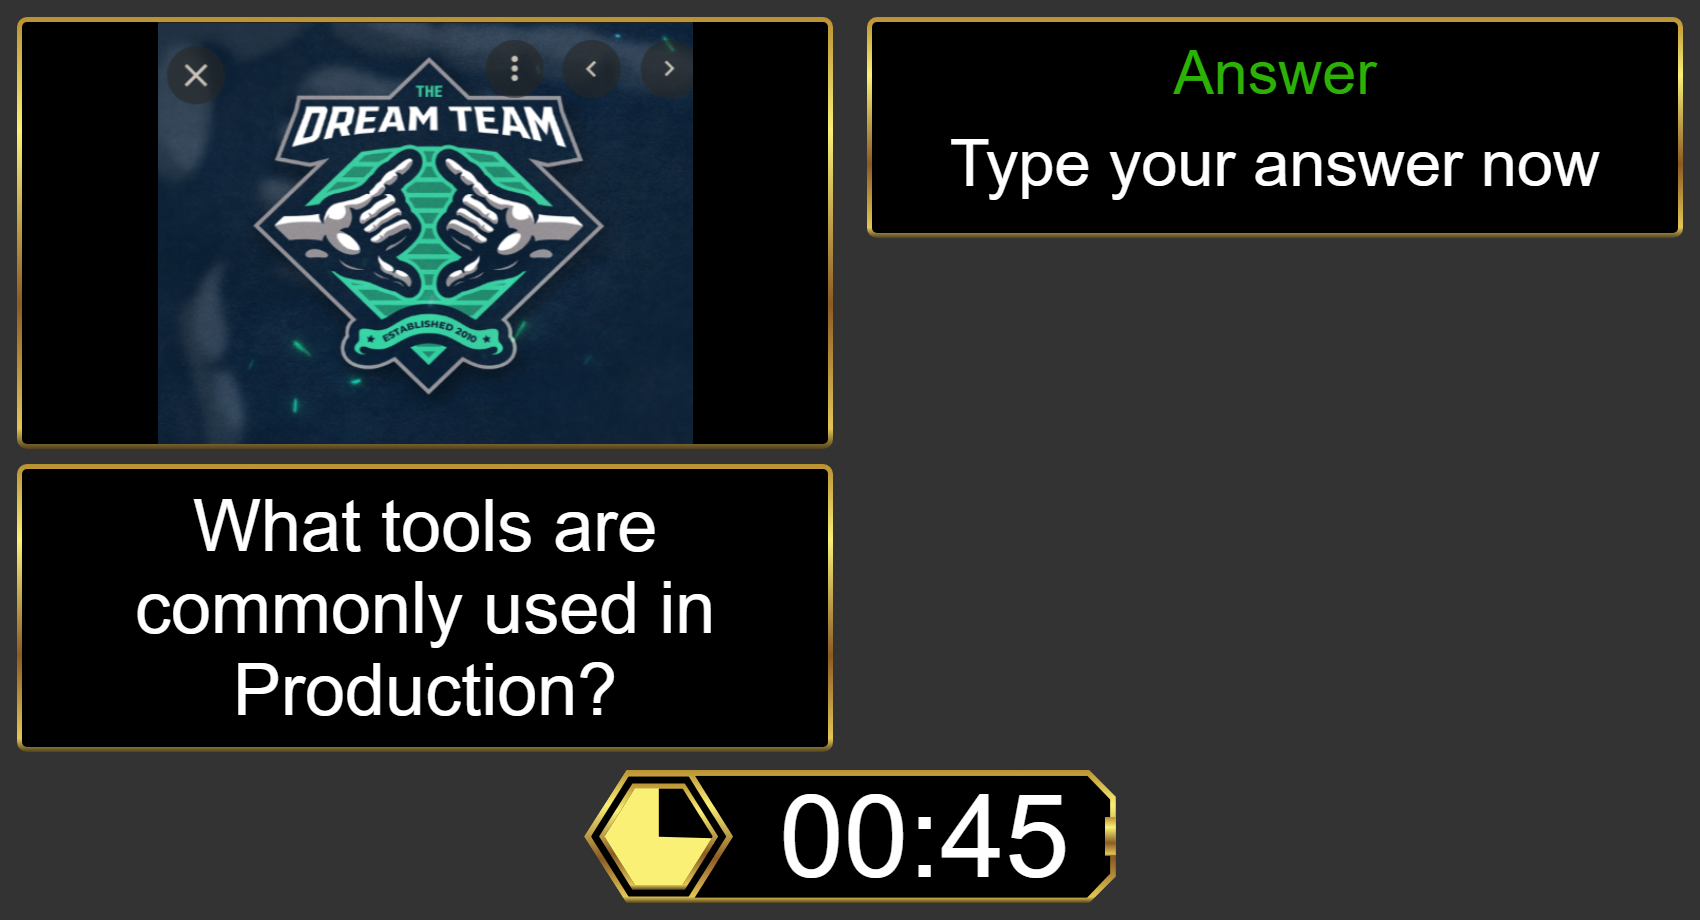 THE
DREAM TEAM
ESTABLISHED 2010
What tools are
commonly used in
Production?
Answer
Type your answer now
00:45